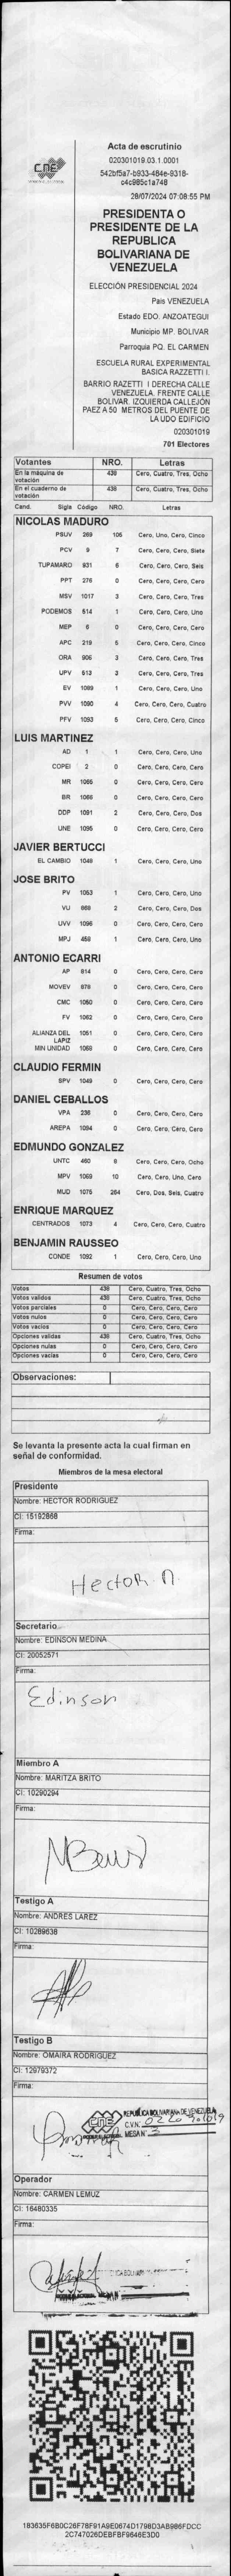 CNE
Acta de escrutinio
020301019.03.1.0001
542bf5a7-b933-484e-9318-
c4c985c1a748
28/07/2024 07:08:55 PM
PRESIDENTA O
PRESIDENTE DE LA
REPUBLICA
BOLIVARIANA DE
VENEZUELA
ELECCIÓN PRESIDENCIAL 2024
Pais VENEZUELA
Estado EDO. ANZOATEGUI
Municipio MP. BOLIVAR
Parroquia PQ. EL CARMEN
ESCUELA RURAL EXPERIMENTAL
BASICA RAZZETTI I.
BARRIO RAZETTI I DERECHA CALLE
VENEZUELA. FRENTE CALLE
BOLIVAR. IZQUIERDA CALLEJÓN
PAEZ A 50 METROS DEL PUENTE DE
LA UDO EDIFICIO
020301019
701 Electores
Votantes NRO. Letras
En la máquina de votación 438 Cero, Cuatro, Tres, Ocho
En el cuaderno de votación 438 Cero, Cuatro, Tres, Ocho
Cand. Sigla Código NRO. Letras
NICOLAS MADURO
PSUV 269 105 Cero, Uno, Cero, Cinco
PCV 9 7 Cero, Cero, Cero, Siete
TUPAMARO 931 6 Cero, Cero, Cero, Seis
PPT 276 0 Cero, Cero, Cero, Cero
MSV 1017 3 Cero, Cero, Cero, Tres
PODEMOS 514 1 Cero, Cero, Cero, Uno
MEP 6 0 Cero, Cero, Cero, Cero
APC 219 5 Cero, Cero, Cero, Cinco
ORA 906 3 Cero, Cero, Cero, Tres
UPV 513 3 Cero, Cero, Cero, Tres
EV 1089 1 Cero, Cero, Cero, Uno
PVV 1090 4 Cero, Cero, Cero, Cuatro
PFV 1093 5 Cero, Cero, Cero, Cinco
LUIS MARTINEZ
AD 1 1 Cero, Cero, Cero, Uno
COPEI 2 0 Cero, Cero, Cero, Cero
MR 1065 0 Cero, Cero, Cero, Cero
BR 1066 0 Cero, Cero, Cero, Cero
DDP 1091 2 Cero, Cero, Cero, Dos
UNE 1095 0 Cero, Cero, Cero, Cero
JAVIER BERTUCCI
EL CAMBIO 1048 1 Cero, Cero, Cero, Uno
JOSE BRITO
PV 1053 1 Cero, Cero, Cero, Uno
VU 668 2 Cero, Cero, Cero, Dos
UVV 1096 0 Cero, Cero, Cero, Cero
MPJ 458 1 Cero, Cero, Cero, Uno
ANTONIO ECARRI
AP 814 0 Cero, Cero, Cero, Cero
MOVEV 978 0 Cero, Cero, Cero, Cero
CMC 1050 0 Cero, Cero, Cero, Cero
FV 1062 0 Cero, Cero, Cero, Cero
ALIANZA DEL LAPIZ 1051 0 Cero, Cero, Cero, Cero
MIN UNIDAD 1069 0 Cero, Cero, Cero, Cero
CLAUDIO FERMIN
SPV 1049 0 Cero, Cero, Cero, Cero
DANIEL CEBALLOS
VPA 236 0 Cero, Cero, Cero, Cero
AREPA 1094 0 Cero, Cero, Cero, Cero
EDMUNDO GONZALEZ
UNTC 460 8 Cero, Cero, Cero, Ocho
MPV 1069 10 Cero, Cero, Uno, Cero
MUD 1075 264 Cero, Dos, Seis, Cuatro
ENRIQUE MARQUEZ
CENTRADOS 1073 4 Cero, Cero, Cero, Cuatro
BENJAMIN RAUSSEO
CONDE 1092 1 Cero, Cero, Cero, Uno
Resumen de votos
Votos 438 Cero, Cuatro, Tres, Ocho
Votos validos 438 Cero, Cuatro, Tres, Ocho
Votos parciales 0 Cero, Cero, Cero, Cero
Votos nulos 0 Cero, Cero, Cero, Cero
Votos vacios 0 Cero, Cero, Cero, Cero
Opciones validas 438 Cero, Cuatro, Tres, Ocho
Opciones nulas 0 Cero, Cero, Cero, Cero
Opciones vacias 0 Cero, Cero, Cero, Cero
Observaciones:
Se levanta la presente acta la cual firman en
señal de conformidad.
Miembros de la mesa electoral
Presidente
Nombre: HECTOR RODRIGUEZ
CI: 15192868
Firma:
Hector
Secretario
Nombre: EDINSON MEDINA
CI: 20052571
Firma:
Edinson
Miembro A
Nombre: MARITZA BRITO
CI: 10290294
Firma:
Testigo A
Nombre: ANDRES LAREZ
CI: 10289838
Firma:
Testigo B
Nombre: OMAIRA RODRIGUEZ
CI: 12979372
Firma:
CNE
REPUBLICA BOLIVARIANA DE VENEZUELA
C.V.N.
MESA N° 3
Operador
Nombre: CARMEN LEMUZ
CI: 16480335
Firma:
183635F6B0C26F78F91A9E0674D1798D3AB986FDCC
2C747026DEBFBF9646E3D0